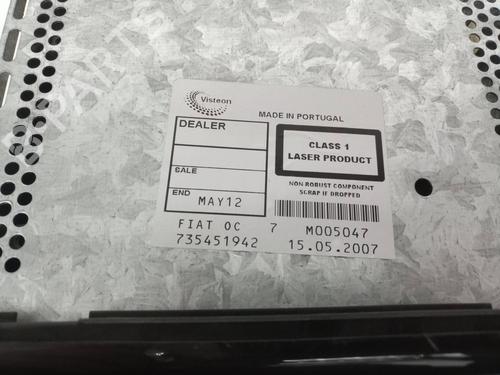 Visteon
MADE IN PORTUGAL
DEALER
CLASS 1
LASER PRODUCT
SALE
NON ROBUST COMPONENT
SCRAP IF DROPPED
END MAY12
FIAT OC 7 M005047
735451942 15.05.2007